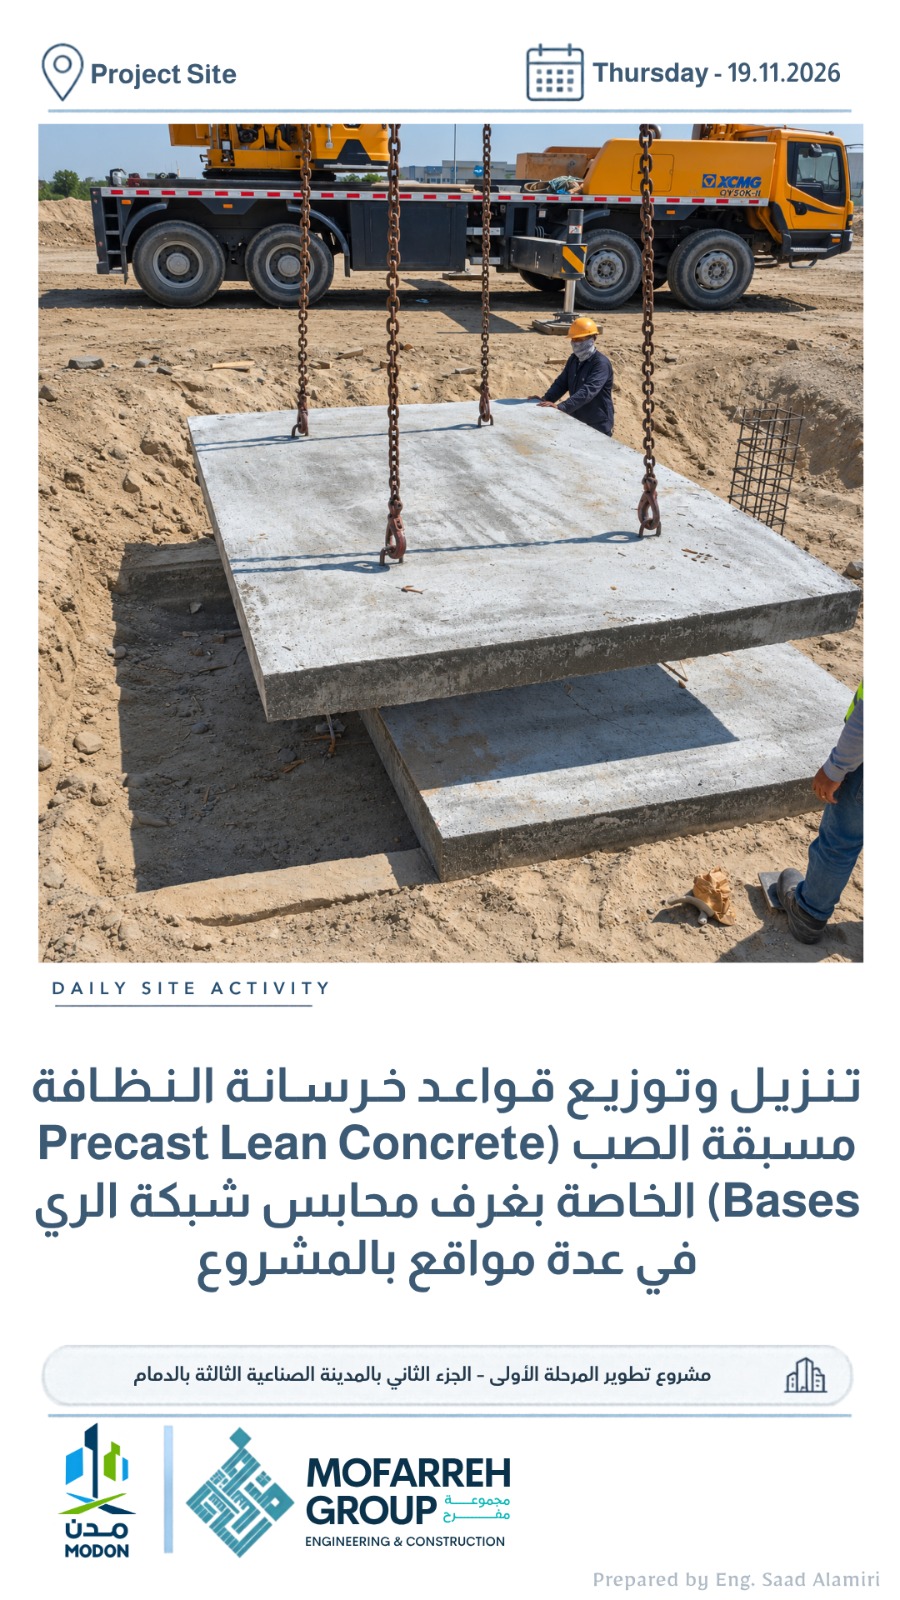 Project Site
Thursday - 19.11.2026
XCMG
QY50K-II
DAILY SITE ACTIVITY
تنزيل وتوزيع قواعد خرسانة النظافة
مسبقة الصب (Precast Lean Concrete
Bases) الخاصة بغرف محابس شبكة الري
في عدة مواقع بالمشروع
مشروع تطوير المرحلة الأولى - الجزء الثاني بالمدينة الصناعية الثالثة بالدمام
مدن
MODON
MOFARREH
GROUP
مجموعة
مفرح
ENGINEERING & CONSTRUCTION
Prepared by Eng. Saad Alamiri